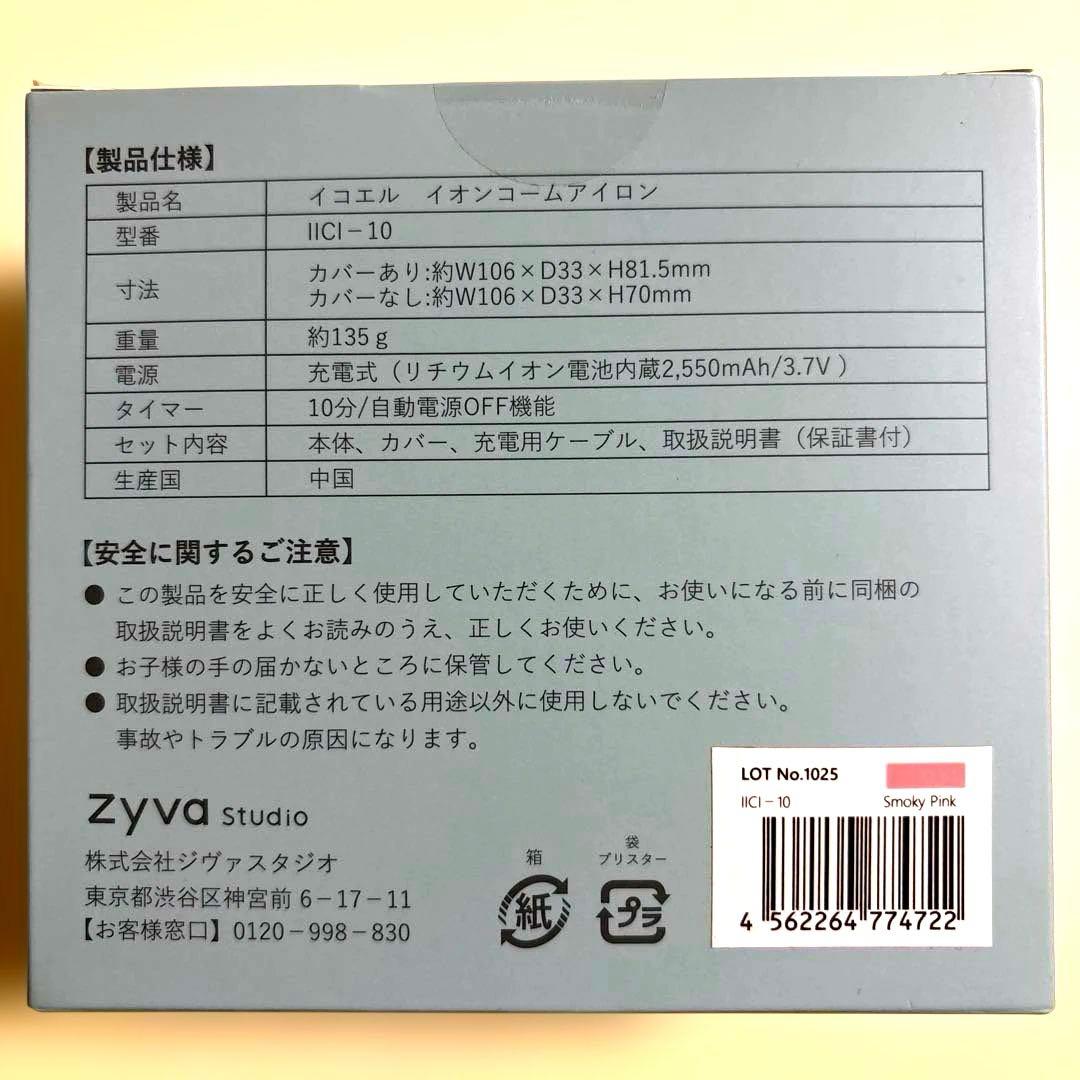 【製品仕様】
製品名 イコエル イオンコームアイロン
型番 IICI－10
寸法 カバーあり:約W106×D33×H81.5mm
カバーなし:約W106×D33×H70mm
重量 約135g
電源 充電式（リチウムイオン電池内蔵2,550mAh/3.7V）
タイマー 10分/自動電源OFF機能
セット内容 本体、カバー、充電用ケーブル、取扱説明書（保証書付）
生産国 中国
【安全に関するご注意】
● この製品を安全に正しく使用していただくために、お使いになる前に同梱の
取扱説明書をよくお読みのうえ、正しくお使いください。
● お子様の手の届かないところに保管してください。
● 取扱説明書に記載されている用途以外に使用しないでください。
事故やトラブルの原因になります。
zyva Studio
株式会社ジヴァスタジオ
東京都渋谷区神宮前 6－17－11
【お客様窓口】0120－998－830
箱
紙
袋
ブリスター
プラ
LOT No.1025
IICI－10 Smoky Pink
4 562264 774722